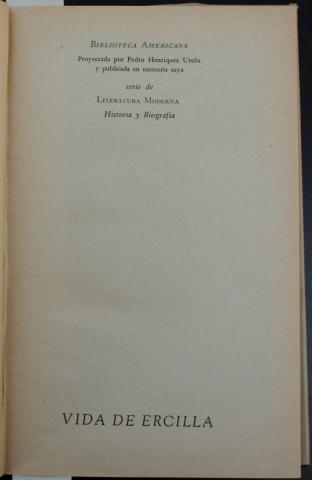 Biblioteca Americana
Proyectada por Pedro Henríquez Ureña
y publicada en memoria suya
serie de
Literatura Moderna
Historia y Biografía
VIDA DE ERCILLA